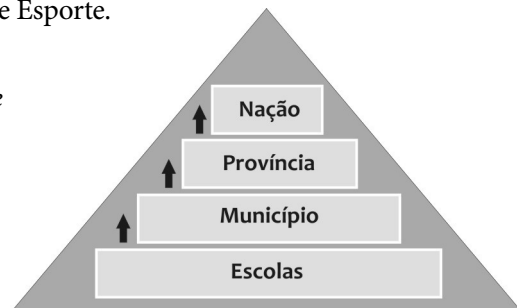 e Esporte.
e
Nação
Província
Município
Escolas